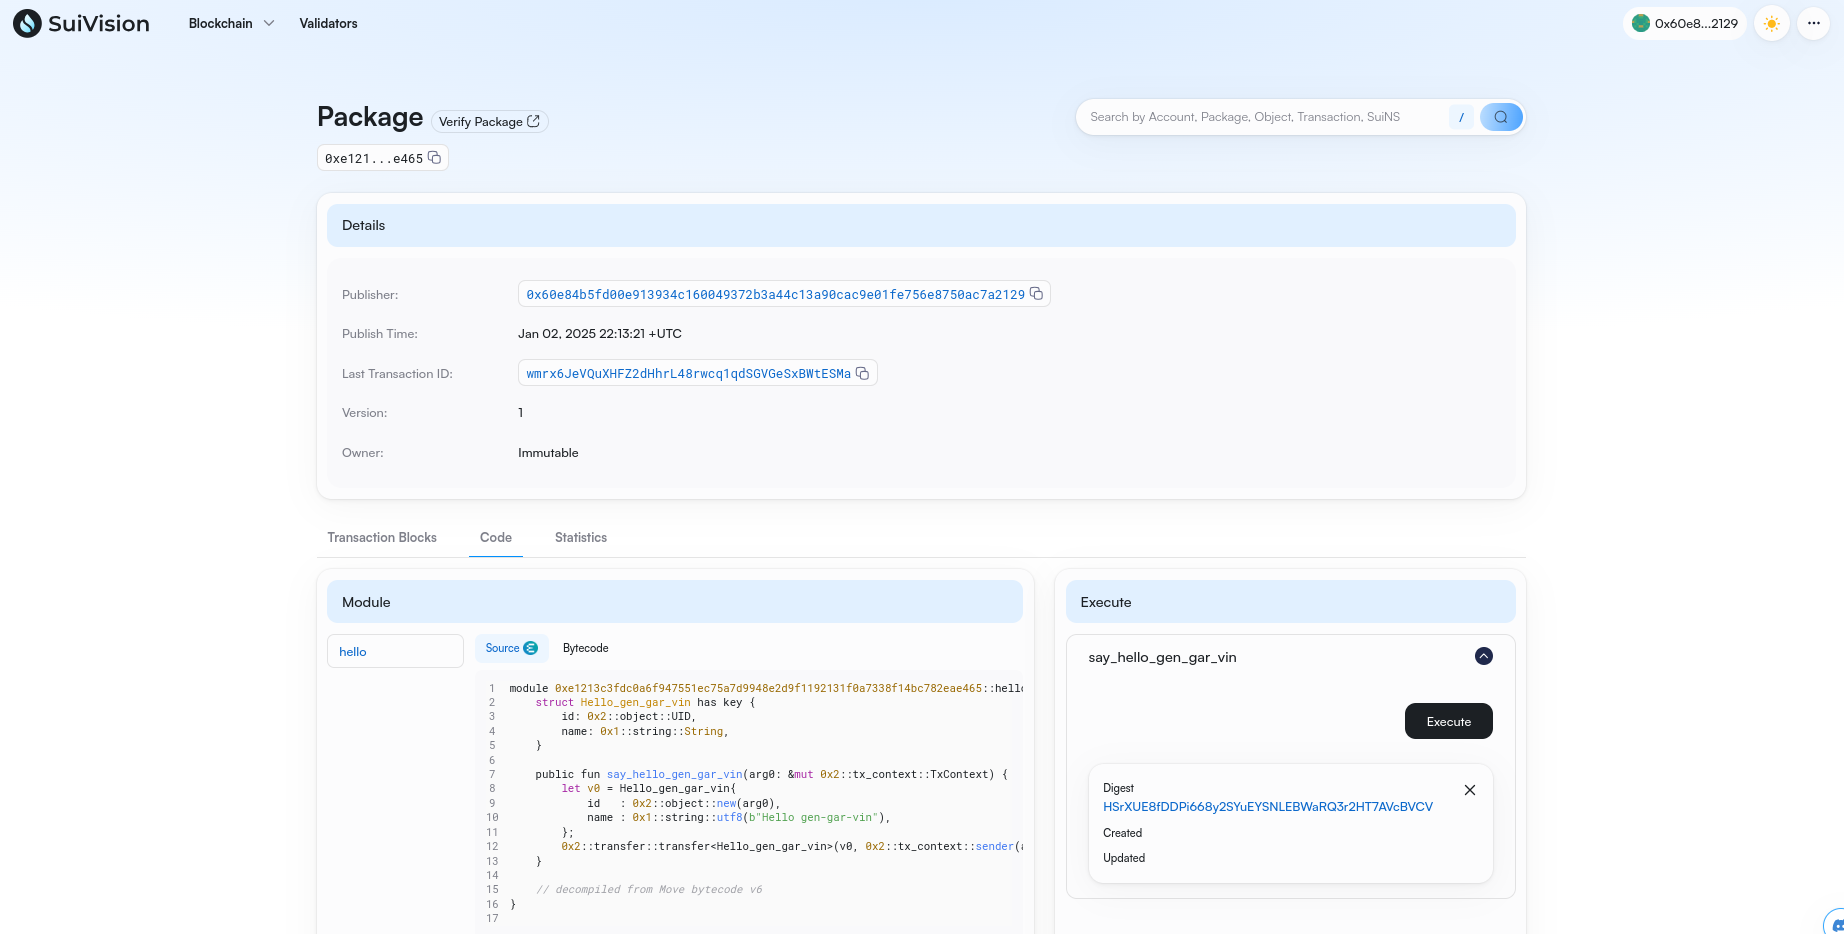 SuiVision
Blockchain
Validators
0x60e8...2129
Package
Verify Package
Search by Account, Package, Object, Transaction, SuiNS
/
0xe121...e465
Details
Publisher:
0x60e84b5fd00e913934c160049372b3a44c13a90cac9e01fe756e8750ac7a2129
Publish Time:
Jan 02, 2025 22:13:21 +UTC
Last Transaction ID:
wmrx6JeVQuXHFZ2dHhrL48rwcq1qdSGVGeSxBWtESMa
Version:
1
Owner:
Immutable
Transaction Blocks
Code
Statistics
Module
hello
Source
Bytecode
1 module 0xe1213c3fdc0a6f947551ec75a7d9948e2d9f1192131f0a7338f14bc782eae465::hello
2     struct Hello_gen_gar_vin has key {
3         id: 0x2::object::UID,
4         name: 0x1::string::String,
5     }
6
7     public fun say_hello_gen_gar_vin(arg0: &mut 0x2::tx_context::TxContext) {
8         let v0 = Hello_gen_gar_vin{
9             id   : 0x2::object::new(arg0),
10             name : 0x1::string::utf8(b"Hello gen-gar-vin"),
11         };
12         0x2::transfer::transfer<Hello_gen_gar_vin>(v0, 0x2::tx_context::sender(
13     }
14
15     // decompiled from Move bytecode v6
16 }
17
Execute
say_hello_gen_gar_vin
Execute
Digest
HSrXUE8fDDPi668y2SYuEYSNLEBWaRQ3r2HT7AVcBVCV
Created
Updated